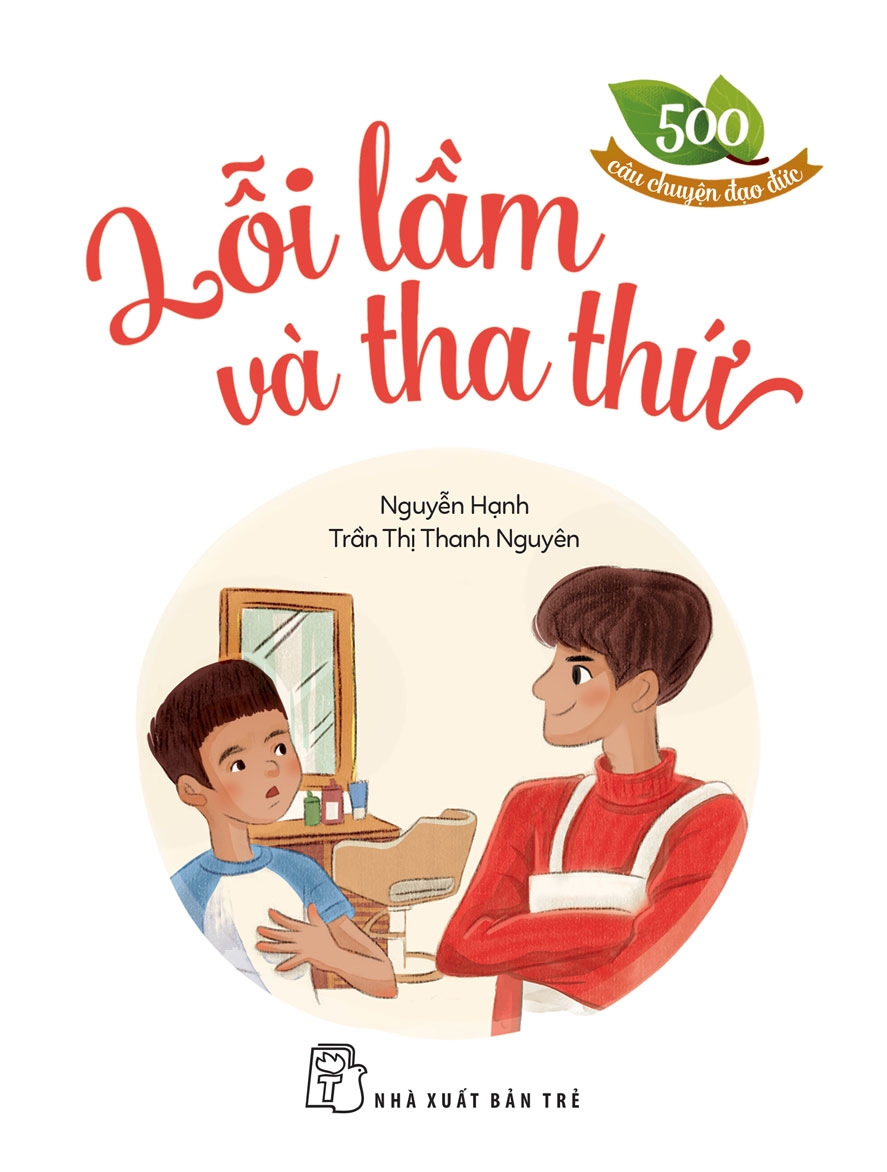 500
câu chuyện đạo đức
Lỗi lầm
và tha thứ
Nguyễn Hạnh
Trần Thị Thanh Nguyên
T
NHÀ XUẤT BẢN TRẺ